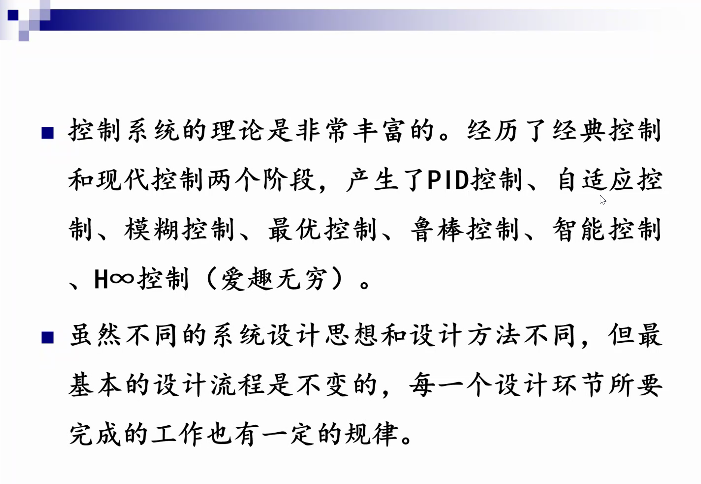 控制系统的理论是非常丰富的。经历了经典控制
和现代控制两个阶段，产生了PID控制、自适应控
制、模糊控制、最优控制、鲁棒控制、智能控制
、H∞控制（爱趣无穷）。
虽然不同的系统设计思想和设计方法不同，但最
基本的设计流程是不变的，每一个设计环节所要
完成的工作也有一定的规律。